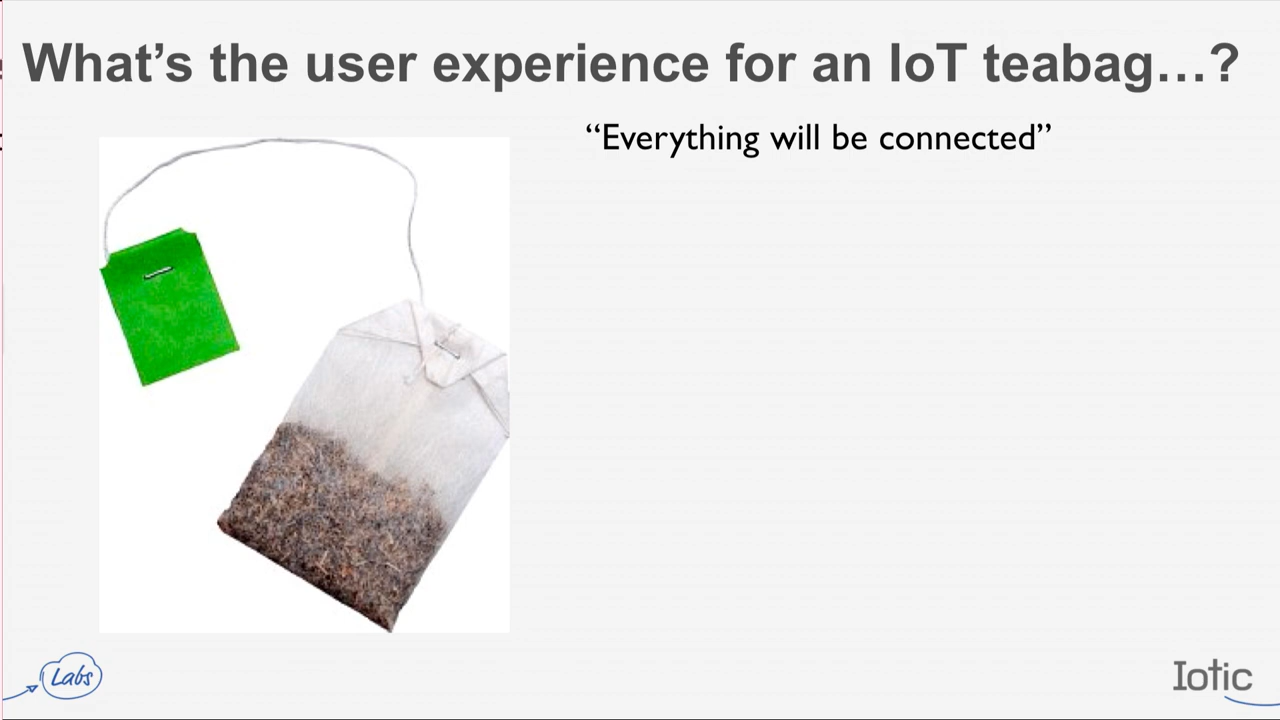 What’s the user experience for an IoT teabag…?
“Everything will be connected”
Labs
Iotic